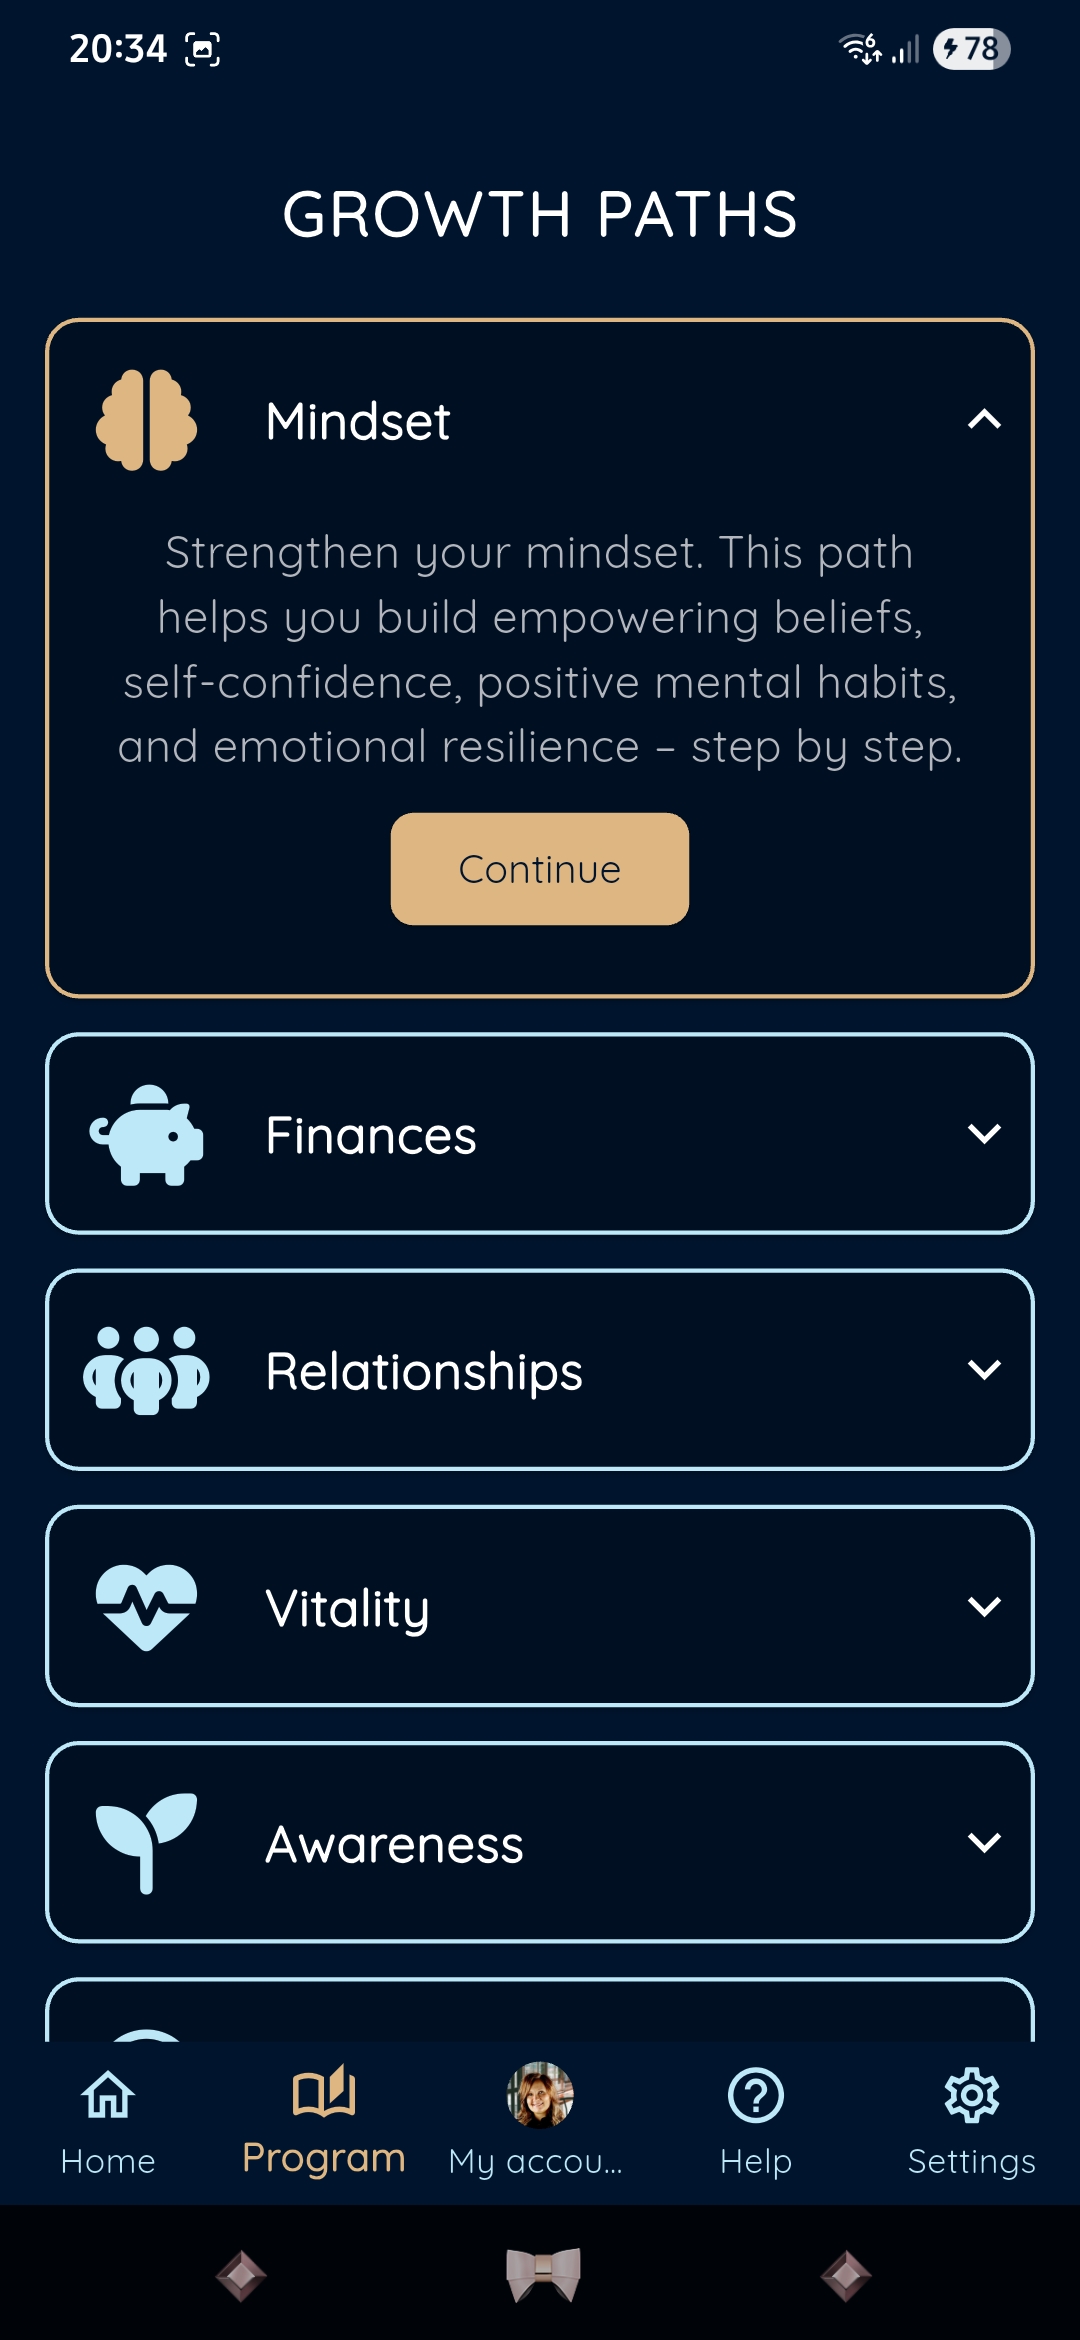 20:34
6
78
GROWTH PATHS
Mindset
Strengthen your mindset. This path
helps you build empowering beliefs,
self-confidence, positive mental habits,
and emotional resilience – step by step.
Continue
Finances
Relationships
Vitality
Awareness
Home
Program
My accou...
Help
Settings